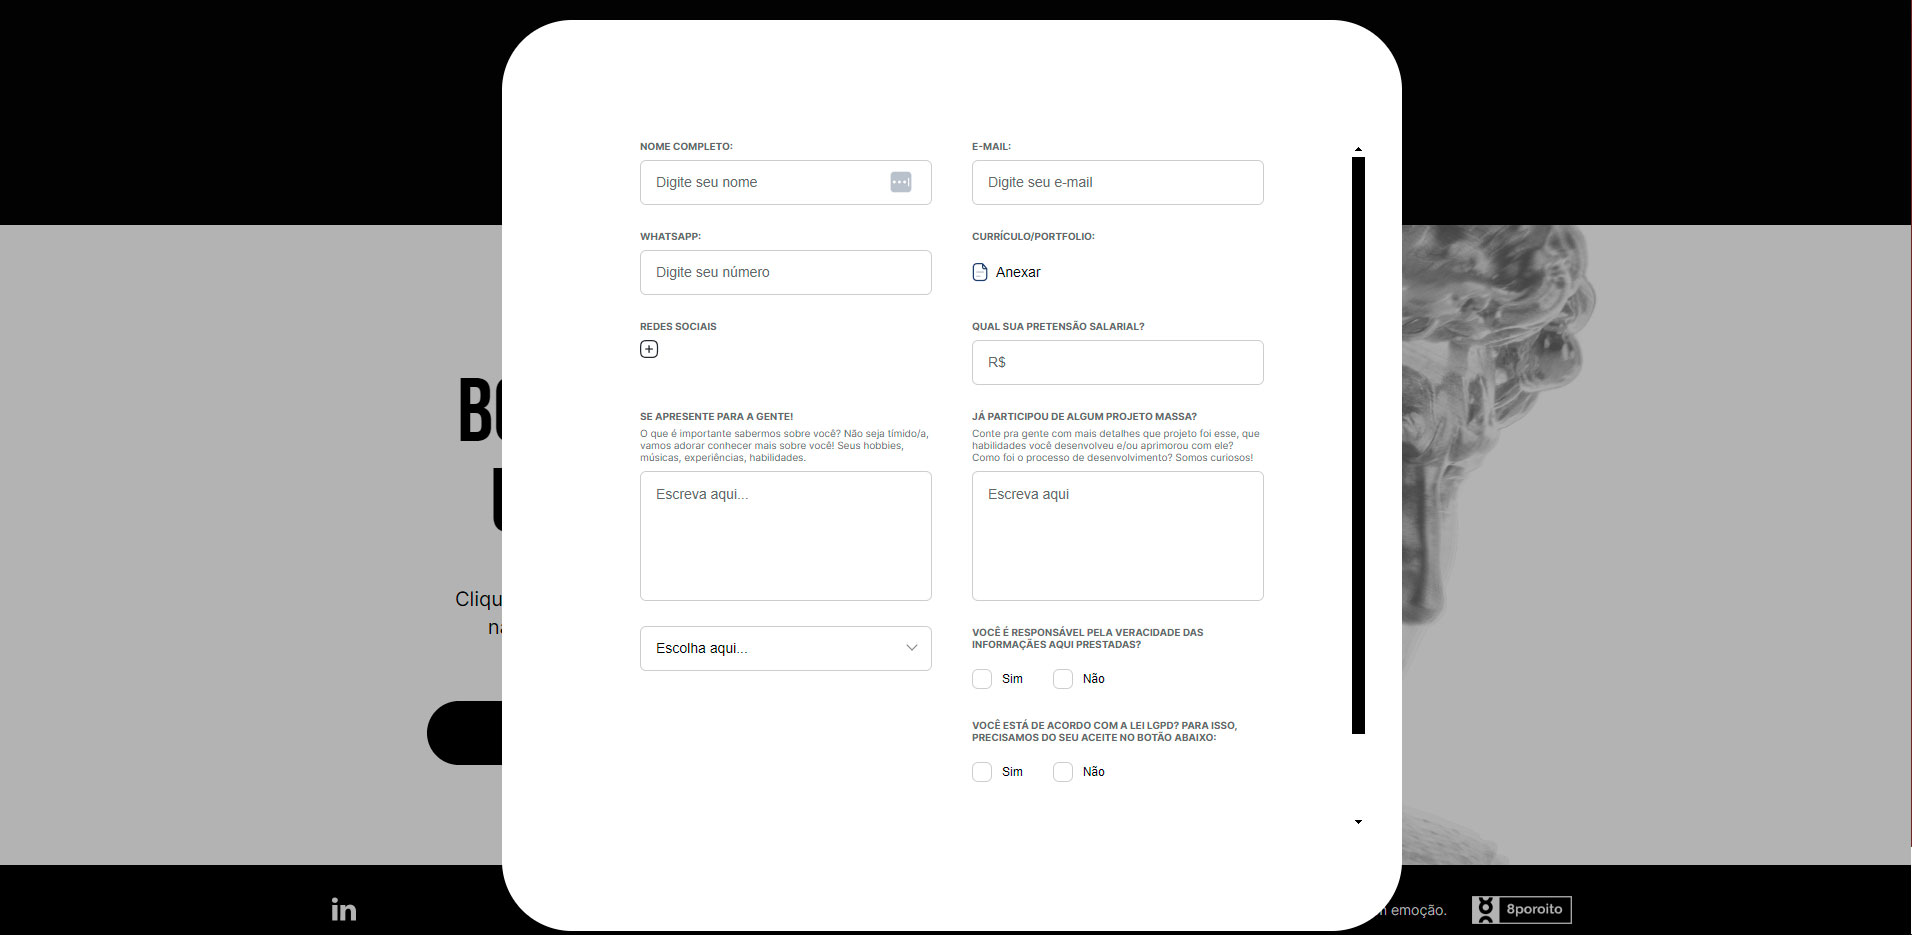 NOME COMPLETO:
Digite seu nome
E-MAIL:
Digite seu e-mail
WHATSAPP:
Digite seu número
CURRÍCULO/PORTFOLIO:
Anexar
REDES SOCIAIS
QUAL SUA PRETENSÃO SALARIAL?
R$
SE APRESENTE PARA A GENTE!
O que é importante sabermos sobre você? Não seja tímido/a,
vamos adorar conhecer mais sobre você! Seus hobbies,
músicas, experiências, habilidades.
Escreva aqui...
JÁ PARTICIPOU DE ALGUM PROJETO MASSA?
Conte pra gente com mais detalhes que projeto foi esse, que
habilidades você desenvolveu e/ou aprimorou com ele?
Como foi o processo de desenvolvimento? Somos curiosos!
Escreva aqui
Escolha aqui...
VOCÊ É RESPONSÁVEL PELA VERACIDADE DAS
INFORMAÇÃES AQUI PRESTADAS?
Sim Não
VOCÊ ESTÁ DE ACORDO COM A LEI LGPD? PARA ISSO,
PRECISAMOS DO SEU ACEITE NO BOTÃO ABAIXO:
Sim Não
in
emoção.
8poroito